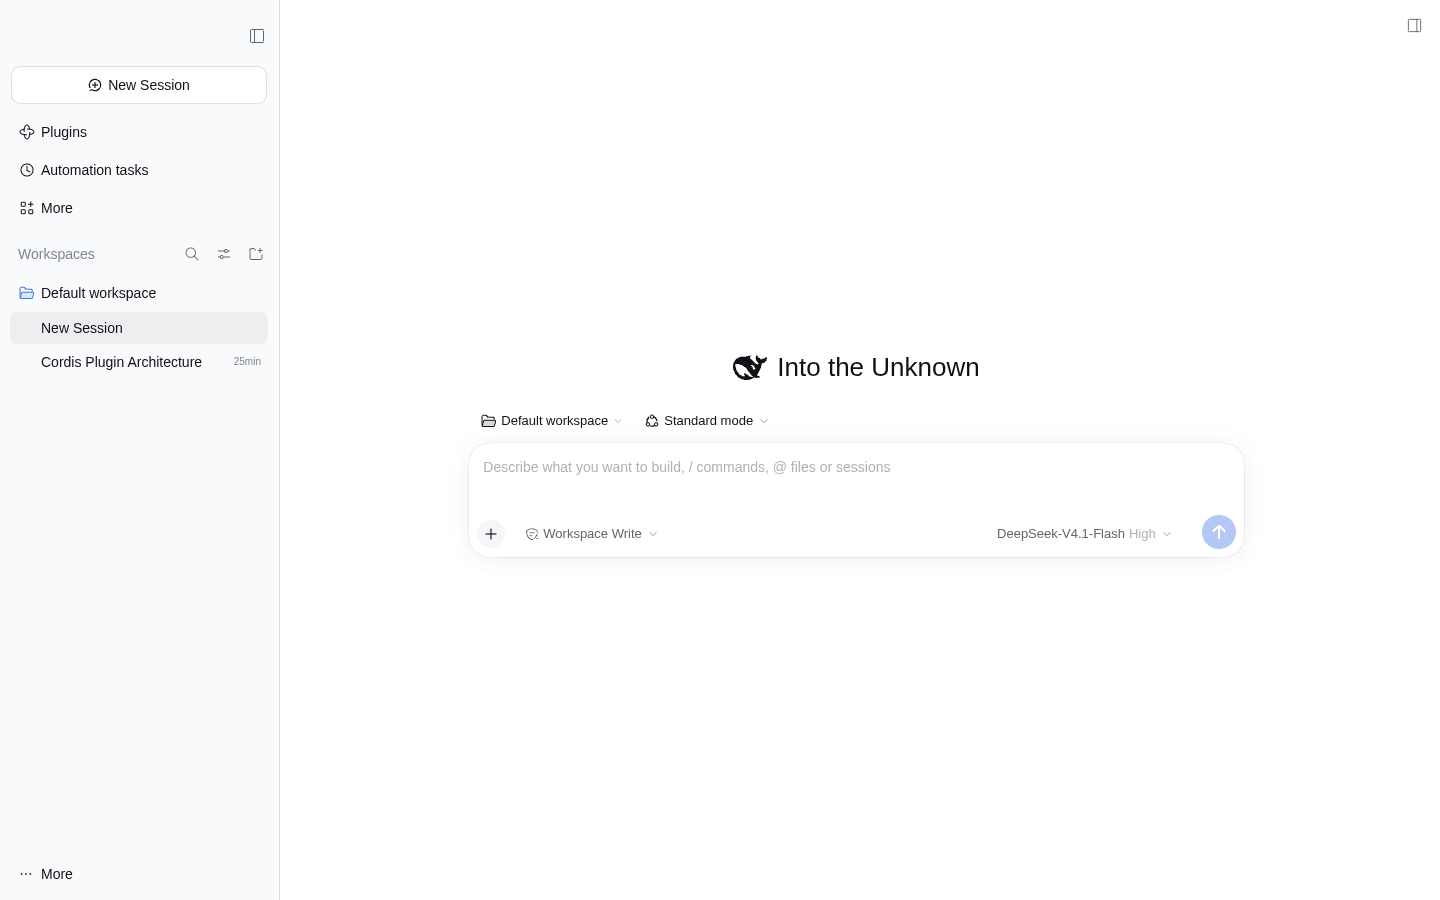 New Session
Plugins
Automation tasks
More
Workspaces
Default workspace
New Session
Cordis Plugin Architecture 25min
More
Into the Unknown
Default workspace Standard mode
Describe what you want to build, / commands, @ files or sessions
Workspace Write DeepSeek-V4.1-Flash High